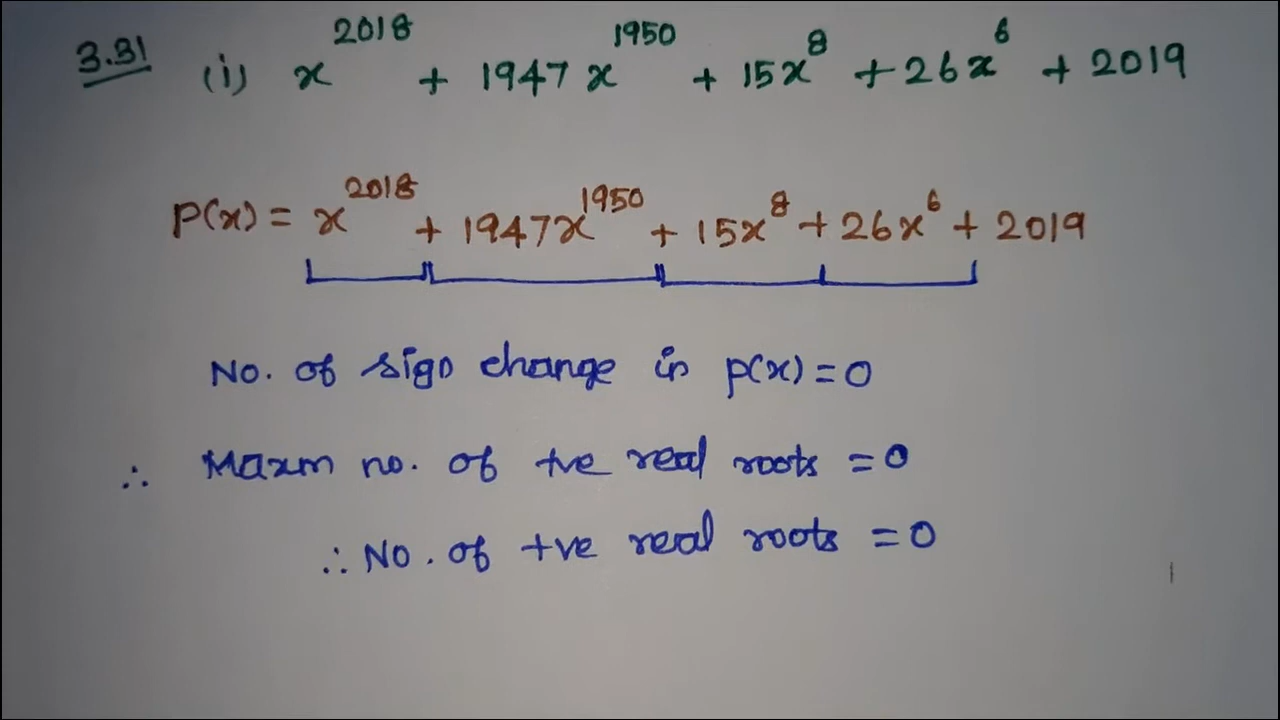 3.31 (i) x^2018 + 1947x^1950 + 15x^8 + 26x^6 + 2019
P(x) = x^2018 + 1947x^1950 + 15x^8 + 26x^6 + 2019
No. of sign change in p(x) = 0
∴ Maxm no. of +ve real roots = 0
∴ No. of +ve real roots = 0